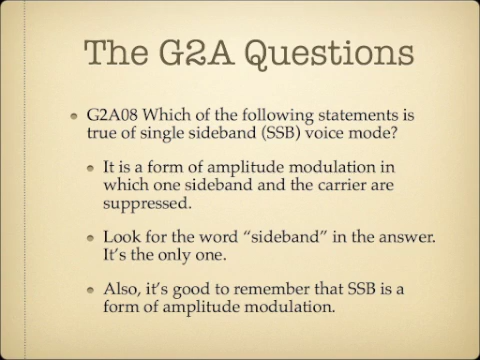 The G2A Questions
G2A08 Which of the following statements is
true of single sideband (SSB) voice mode?
It is a form of amplitude modulation in
which one sideband and the carrier are
suppressed.
Look for the word “sideband” in the answer.
It’s the only one.
Also, it’s good to remember that SSB is a
form of amplitude modulation.